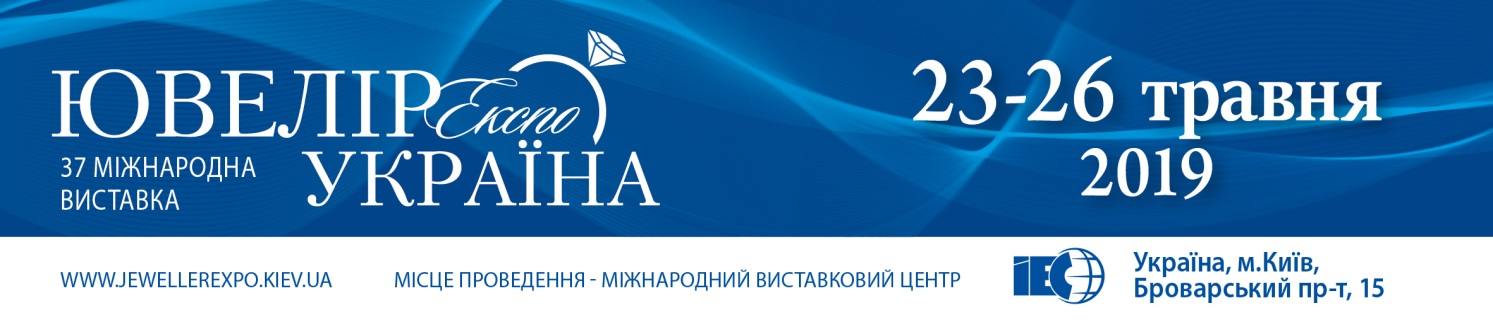 ЮВЕЛІР Експо
УКРАЇНА
37 МІЖНАРОДНА
ВИСТАВКА
23-26 травня
2019
WWW.JEWELLEREXPO.KIEV.UA
МІСЦЕ ПРОВЕДЕННЯ - МІЖНАРОДНИЙ ВИСТАВКОВИЙ ЦЕНТР
IEC
Україна, м.Київ,
Броварський пр-т, 15